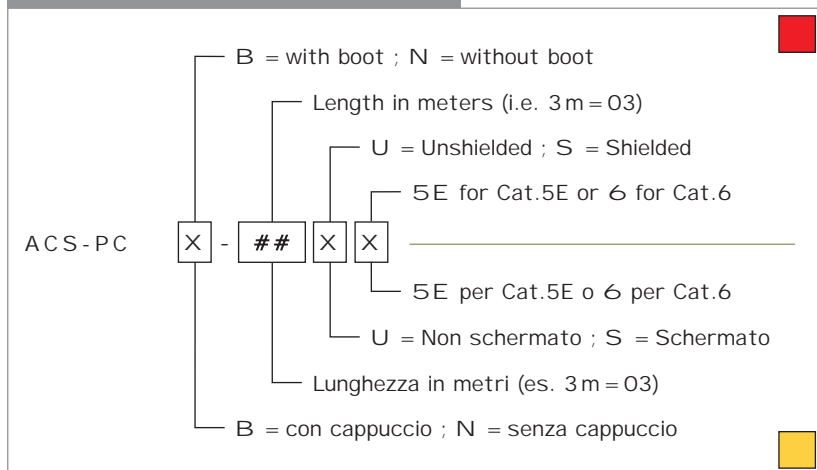 B = with boot ; N = without boot
Length in meters (i.e. 3 m = 03)
U = Unshielded ; S = Shielded
5E for Cat.5E or 6 for Cat.6
ACS-PC X - ## X X
5E per Cat.5E o 6 per Cat.6
U = Non schermato ; S = Schermato
Lunghezza in metri (es. 3 m = 03)
B = con cappuccio ; N = senza cappuccio